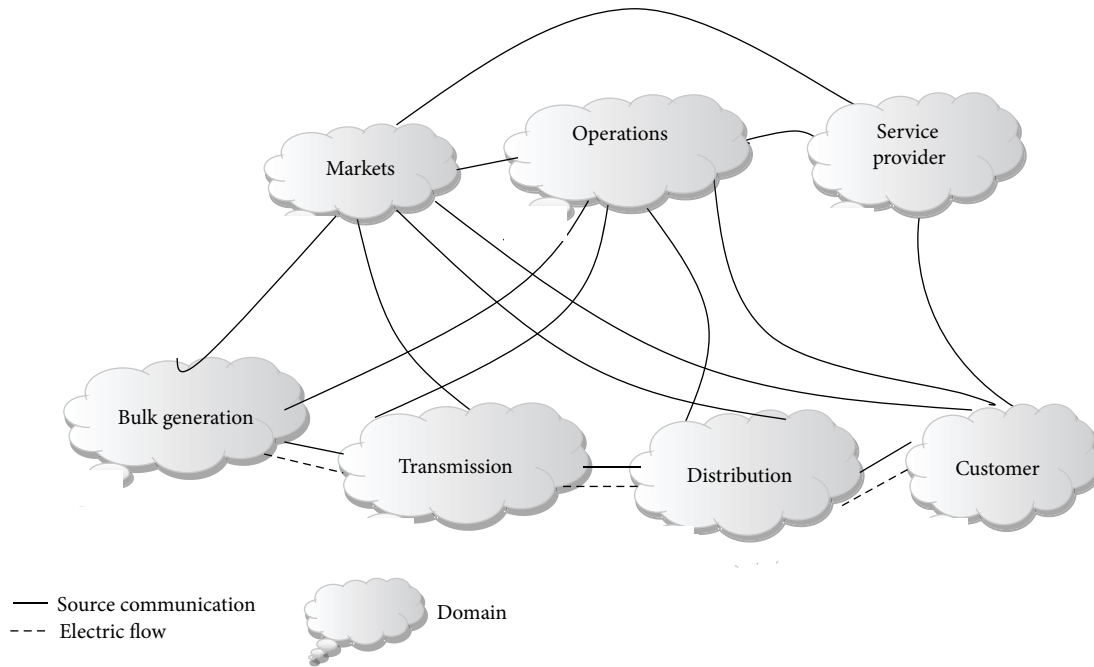 Markets
Operations
Service
provider
Bulk generation
Transmission
Distribution
Customer
Source communication
Electric flow
Domain